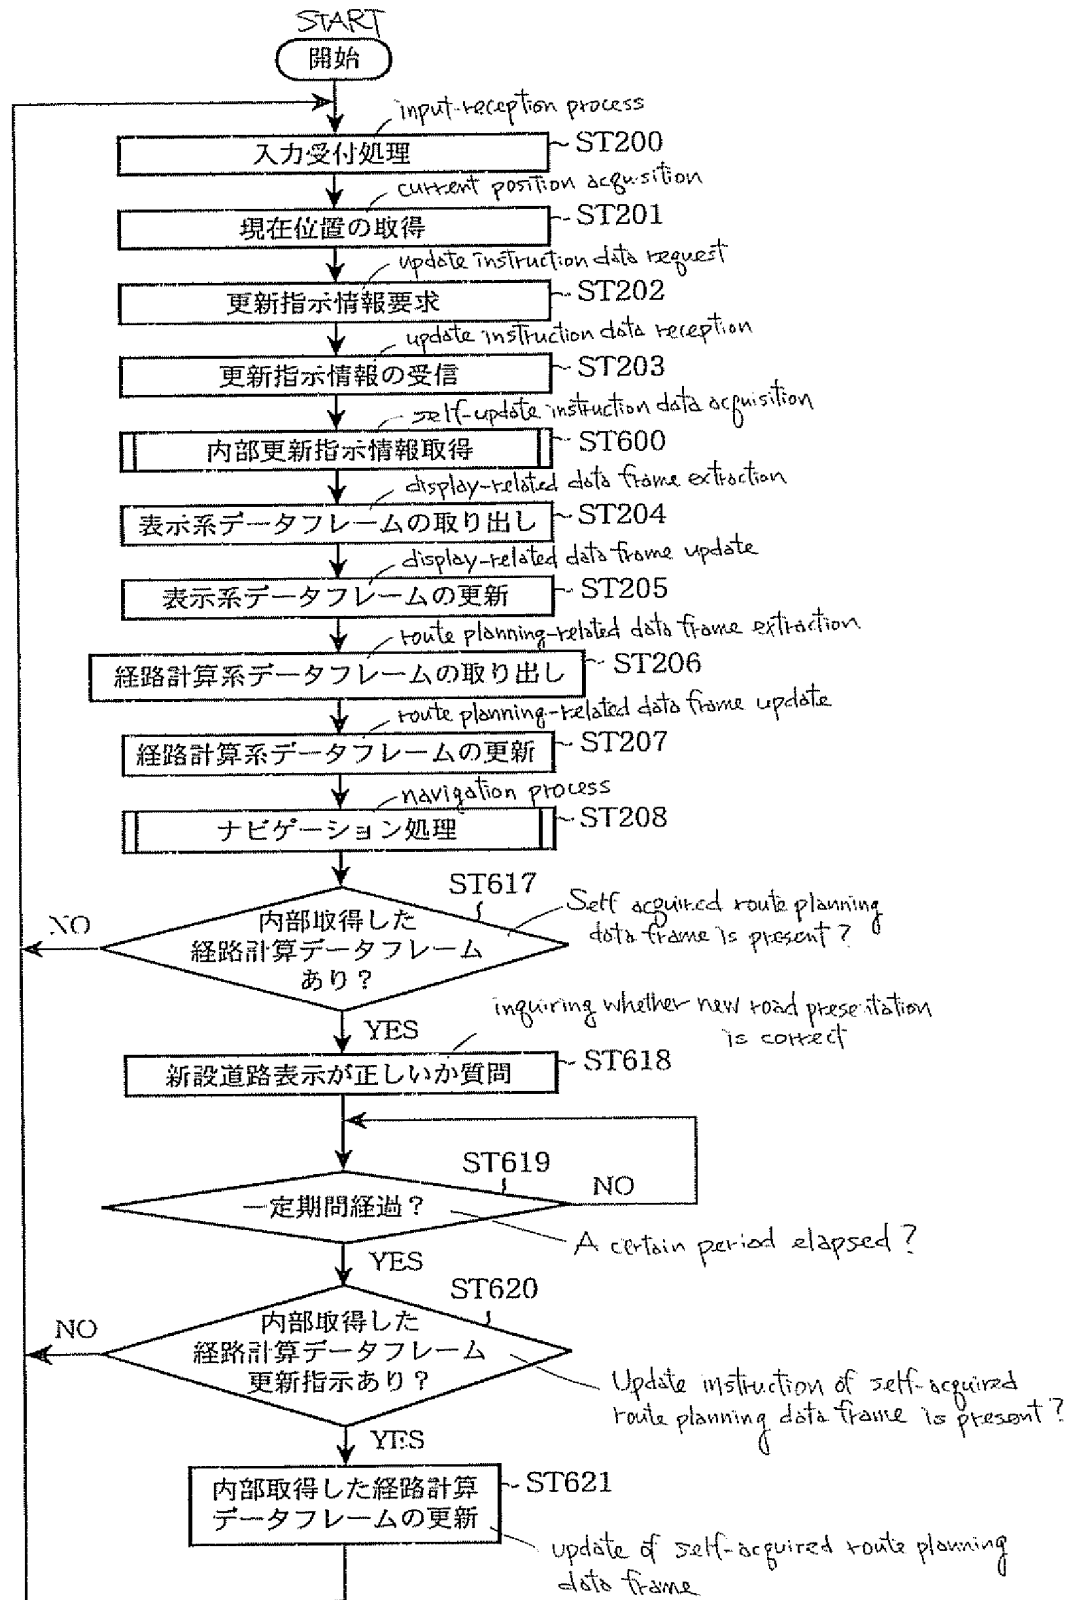 START
開始
input-reception process
入力受付処理
ST200
current position acquisition
現在位置の取得
ST201
update instruction data request
更新指示情報要求
ST202
update instruction data reception
更新指示情報の受信
ST203
self-update instruction data acquisition
内部更新指示情報取得
ST600
display-related data frame extraction
表示系データフレームの取り出し
ST204
display-related data frame update
表示系データフレームの更新
ST205
route planning-related data frame extraction
経路計算系データフレームの取り出し
ST206
route planning-related data frame update
経路計算系データフレームの更新
ST207
navigation process
ナビゲーション処理
ST208
ST617
内部取得した
経路計算データフレーム
あり？
NO
Self acquired route planning
data frame is present?
YES
inquiring whether new road presentation
is correct
新設道路表示が正しいか質問
ST618
ST619
一定期間経過？
NO
A certain period elapsed?
YES
ST620
内部取得した
経路計算データフレーム
更新指示あり？
NO
Update instruction of self-acquired
route planning data frame is present?
YES
内部取得した経路計算
データフレームの更新
ST621
update of self-acquired route planning
data frame